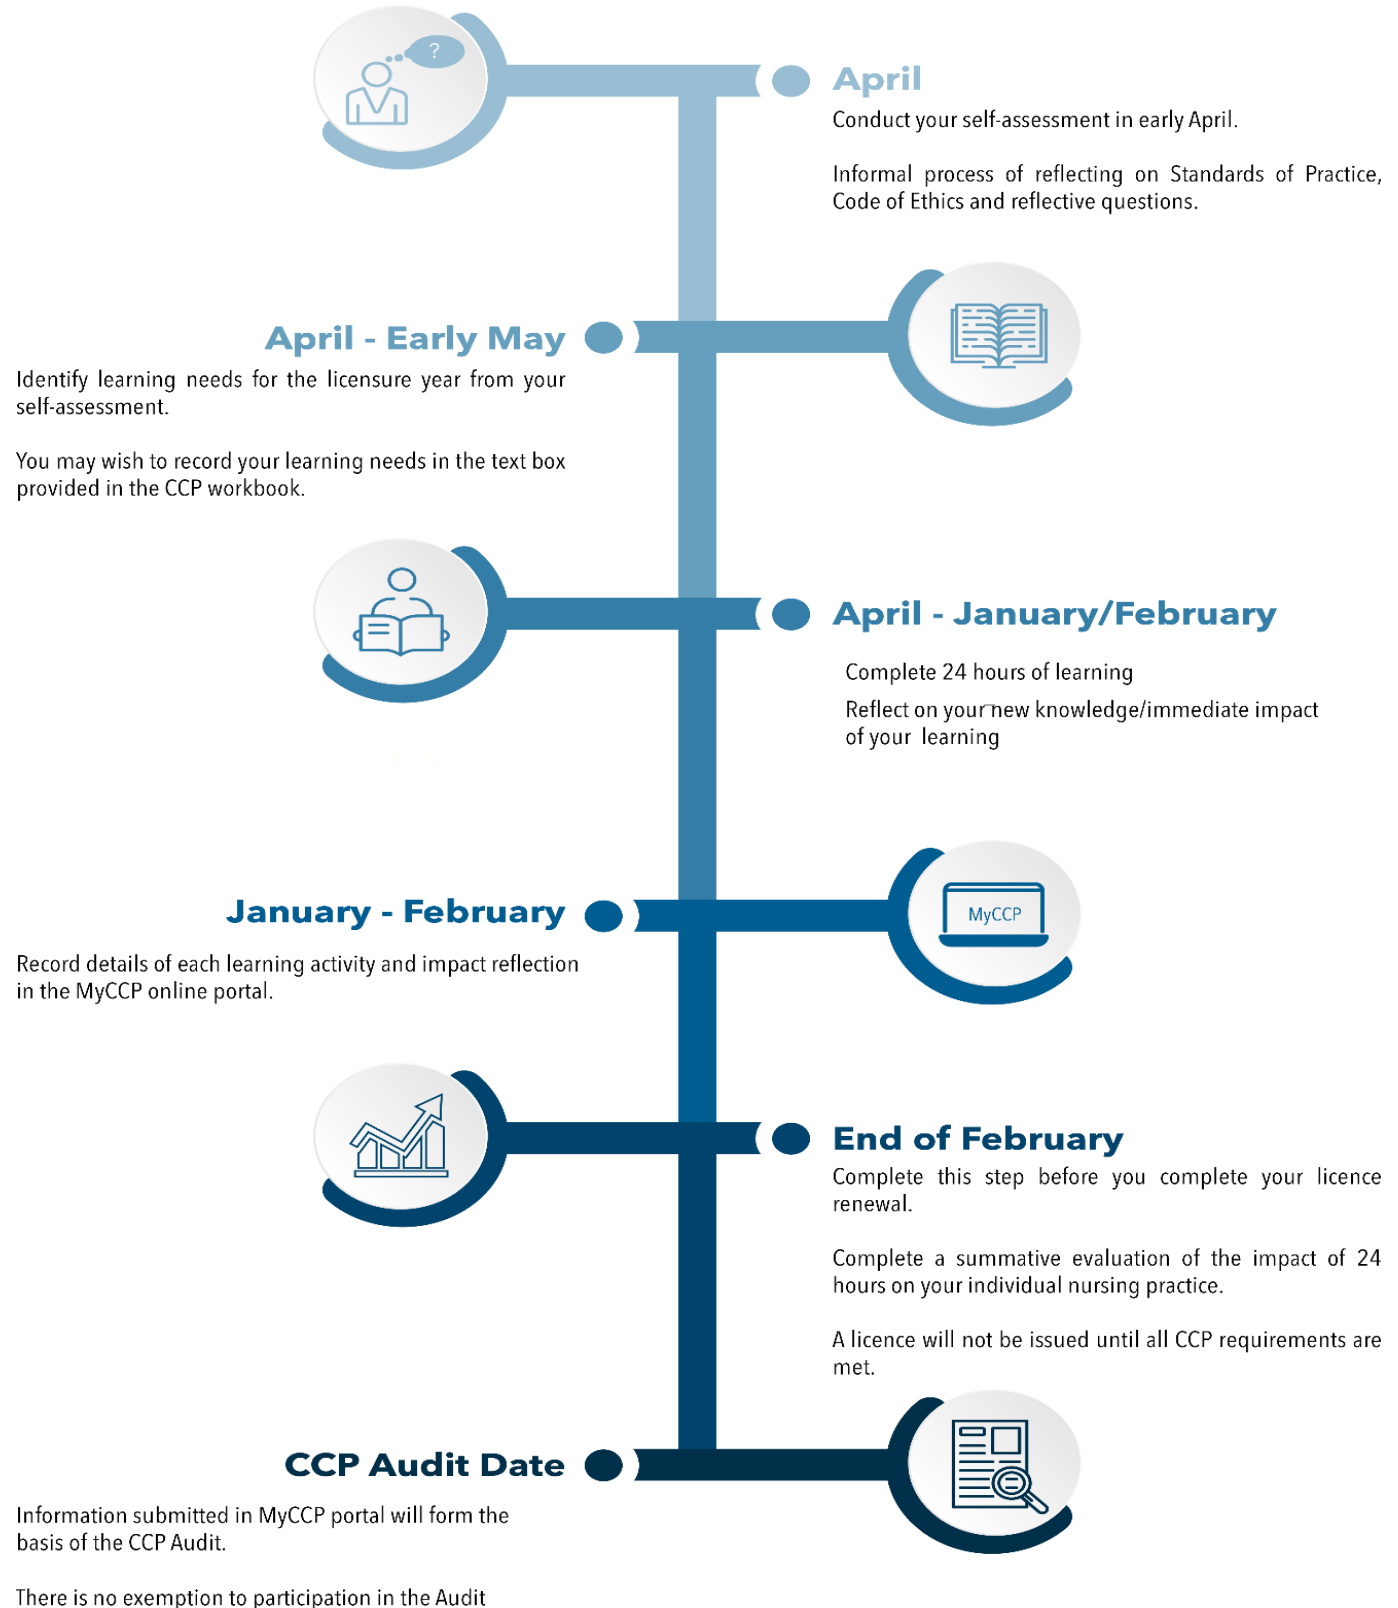 ?
April
Conduct your self-assessment in early April.
Informal process of reflecting on Standards of Practice,
Code of Ethics and reflective questions.
April - Early May
Identify learning needs for the licensure year from your
self-assessment.
You may wish to record your learning needs in the text box
provided in the CCP workbook.
April - January/February
Complete 24 hours of learning
Reflect on your new knowledge/immediate impact
of your learning
January - February
Record details of each learning activity and impact reflection
in the MyCCP online portal.
MyCCP
End of February
Complete this step before you complete your licence
renewal.
Complete a summative evaluation of the impact of 24
hours on your individual nursing practice.
A licence will not be issued until all CCP requirements are
met.
CCP Audit Date
Information submitted in MyCCP portal will form the
basis of the CCP Audit.
There is no exemption to participation in the Audit